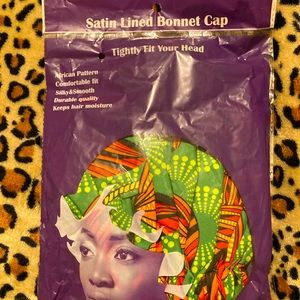 Satin Lined Bonnet Cap
Tightly Fit Your Head
African Pattern
Comfortable fit
Silky&Smooth
Durable quality
Keeps hair moisture